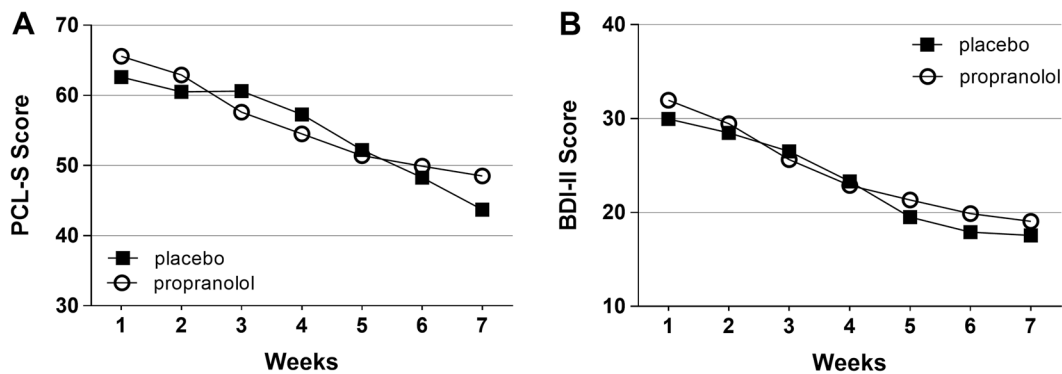 A
PCL-S Score
70
60
50
40
30
placebo
propranolol
1 2 3 4 5 6 7
Weeks
B
BDI-II Score
40
30
20
10
placebo
propranolol
1 2 3 4 5 6 7
Weeks